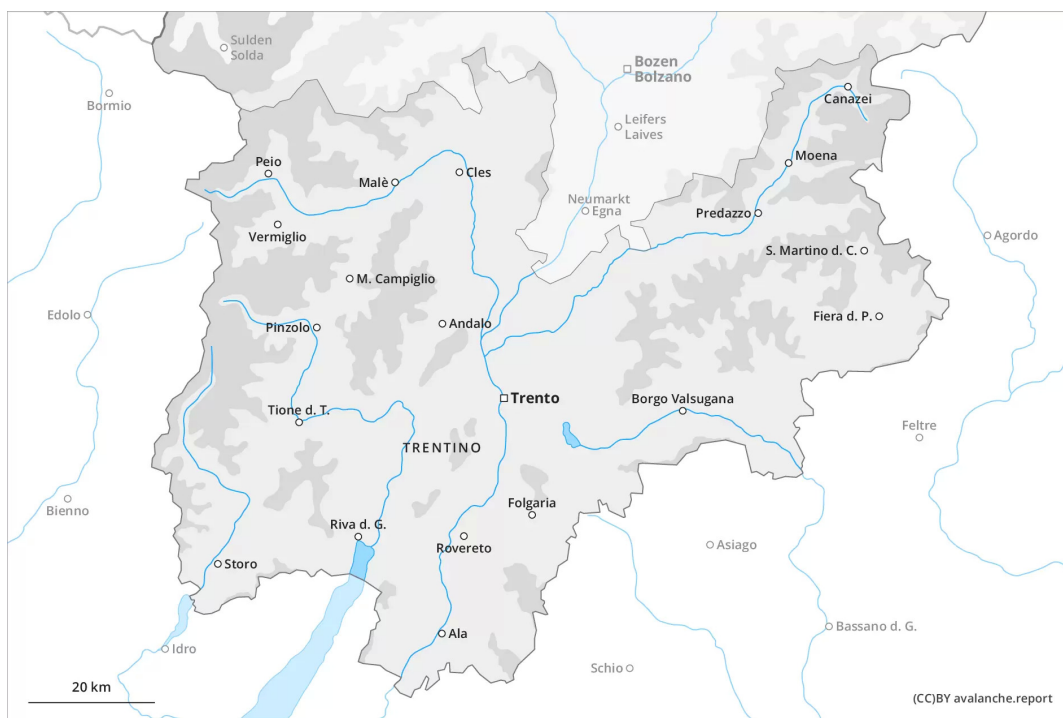 Sulden
Solda
Bozen
Bolzano
Bormio
Canazei
Leifers
Laives
Moena
Peio
Malè
Cles
Neumarkt
Egna
Predazzo
Vermiglio
Agordo
S. Martino d. C.
M. Campiglio
Edolo
Pinzolo
Andalo
Fiera d. P.
Trento
Borgo Valsugana
Tione d. T.
Feltre
TRENTINO
Bienno
Folgaria
Riva d. G.
Rovereto
Asiago
Storo
Bassano d. G.
Ala
Idro
Schio
20 km
(CC)BY avalanche.report